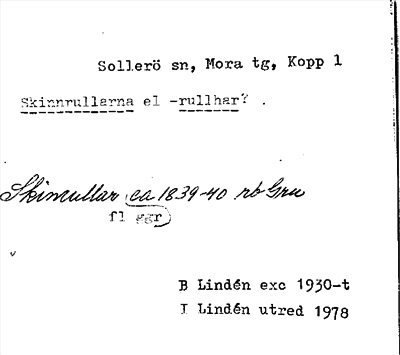 Sollerö sn, Mora tg, Kopp 1
Skinnrullarna el -rullhar? .
Skinrullar ca 1839-40 rb Gru
fl ggr
B Lindén exc 1930-t
I Lindén utred 1978